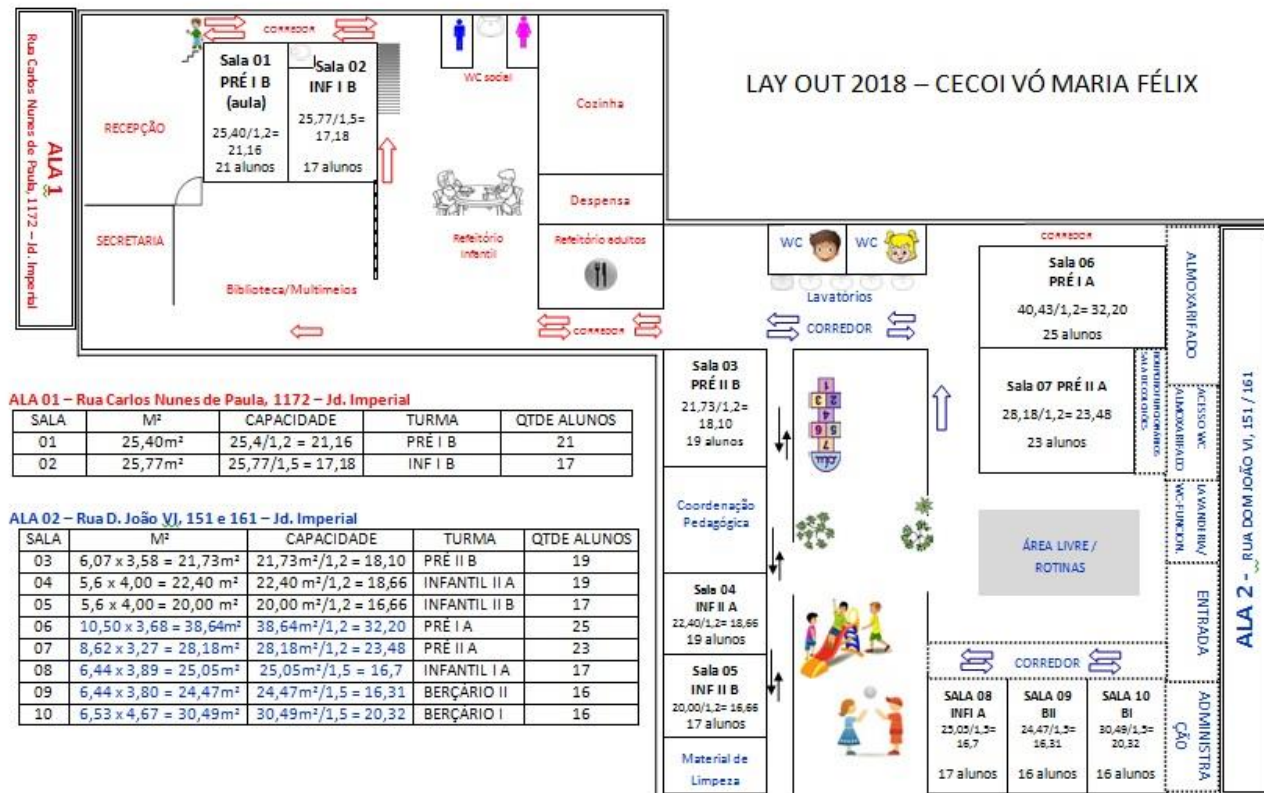 LAY OUT 2018 – CECOI VÓ MARIA FÉLIX
ALA 1
Rua Carlos Nunes de Paula, 1172 – Jd. Imperial
CORREDOR
Sala 01
PRÉ I B
(aula)
25,40/1,2=
21,16
21 alunos
Sala 02
INF I B
25,77/1,5=
17,18
17 alunos
RECEPÇÃO
SECRETARIA
Biblioteca/Multimeios
WC social
Refeitório
Infantil
Cozinha
Despensa
Refeitório adultos
CORREDOR
WC
WC
Lavatórios
CORREDOR
CORREDOR
Sala 06
PRÉ I A
40,43/1,2= 32,20
25 alunos
Sala 07 PRÉ II A
28,18/1,2= 23,48
23 alunos
ALMOXARIFADO
ACESSO WC
ALMOXARIFADO
LAVANDERIA/
WC-FUNCION.
ENTRADA
ADMINISTRA
ÇÃO
ALA 2 - RUA DOM JOÃO VI, 151 / 161
Sala 03
PRÉ II B
21,73/1,2=
18,10
19 alunos
1
2
3
4
5
6
7
céu
Coordenação
Pedagógica
Sala 04
INF II A
22,40/1,2= 18,66
19 alunos
Sala 05
INF II B
20,00/1,2= 16,66
17 alunos
Material de
Limpeza
ÁREA LIVRE /
ROTINAS
CORREDOR
SALA 08
INFI A
25,05/1,5=
16,7
17 alunos
SALA 09
BII
24,47/1,5=
16,31
16 alunos
SALA 10
BI
30,49/1,5=
20,32
16 alunos
ALA 01 – Rua Carlos Nunes de Paula, 1172 – Jd. Imperial
SALA M² CAPACIDADE TURMA QTDE ALUNOS
01 25,40m² 25,4/1,2 = 21,16 PRÉ I B 21
02 25,77m² 25,77/1,5 = 17,18 INF I B 17
ALA 02 – Rua D. João VI, 151 e 161 – Jd. Imperial
SALA M² CAPACIDADE TURMA QTDE ALUNOS
03 6,07 x 3,58 = 21,73m² 21,73m²/1,2 = 18,10 PRÉ II B 19
04 5,6 x 4,00 = 22,40 m² 22,40 m²/1,2 = 18,66 INFANTIL II A 19
05 5,6 x 4,00 = 20,00 m² 20,00 m²/1,2 = 16,66 INFANTIL II B 17
06 10,50 x 3,68 = 38,64m² 38,64m²/1,2 = 32,20 PRÉ I A 25
07 8,62 x 3,27 = 28,18m² 28,18m²/1,2 = 23,48 PRÉ II A 23
08 6,44 x 3,89 = 25,05m² 25,05m²/1,5 = 16,7 INFANTIL I A 17
09 6,44 x 3,80 = 24,47m² 24,47m²/1,5 = 16,31 BERÇÁRIO II 16
10 6,53 x 4,67 = 30,49m² 30,49m²/1,5 = 20,32 BERÇÁRIO I 16